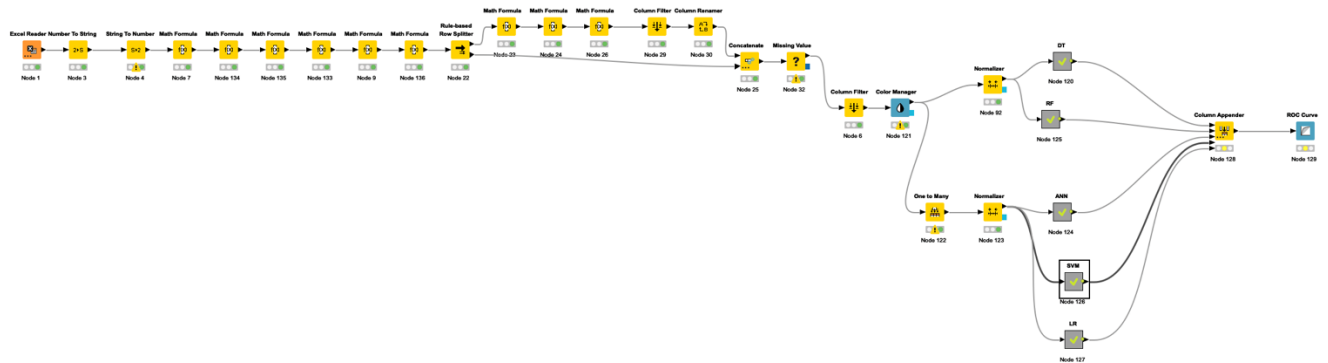 Math Formula Math Formula Math Formula Column Filter Column Renamer
Rule-based
Row Splitter
Excel Reader Number To String String To Number Math Formula Math Formula Math Formula Math Formula Math Formula Math Formula
Node 23 Node 24 Node 26 Node 29 Node 30
Concatenate Missing Value
Node 1 Node 3 Node 4 Node 7 Node 134 Node 135 Node 133 Node 9 Node 136 Node 22
Node 25 Node 32
DT
Normalizer
Node 120
Column Filter Color Manager
Node 6 Node 121
Node 92
RF
Node 125
Column Appender ROC Curve
Node 128 Node 129
One to Many Normalizer ANN
Node 122 Node 123 Node 124
SVM
Node 126
LR
Node 127